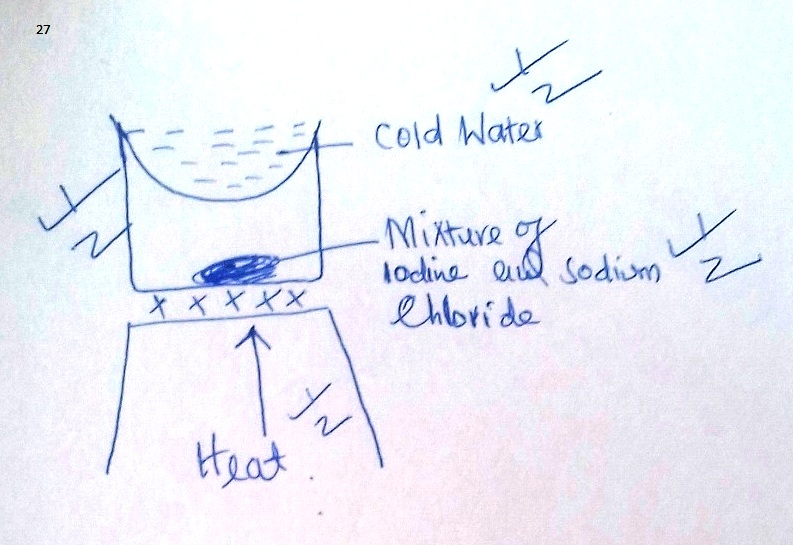 27
✓ 1/2
Cold Water
✓ 1/2
Mixture of
iodine and sodium
Chloride
✓ 1/2
x x x x x
✓ 1/2
Heat